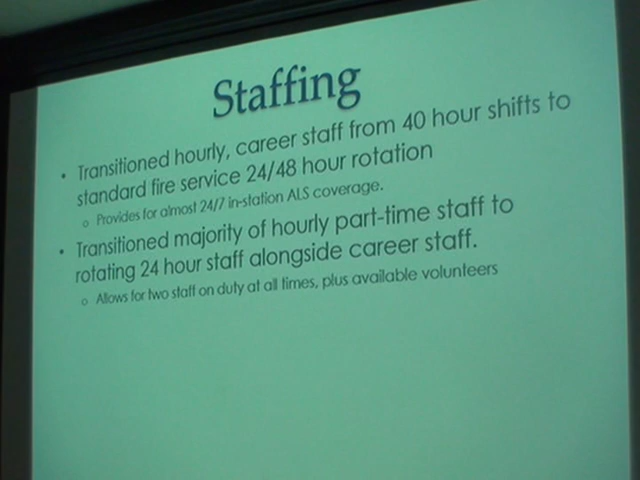 Staffing
• Transitioned hourly, career staff from 40 hour shifts to
standard fire service 24/48 hour rotation
o Provides for almost 24/7 in-station ALS coverage.
• Transitioned majority of hourly part-time staff to
rotating 24 hour staff alongside career staff.
o Allows for two staff on duty at all times, plus available volunteers